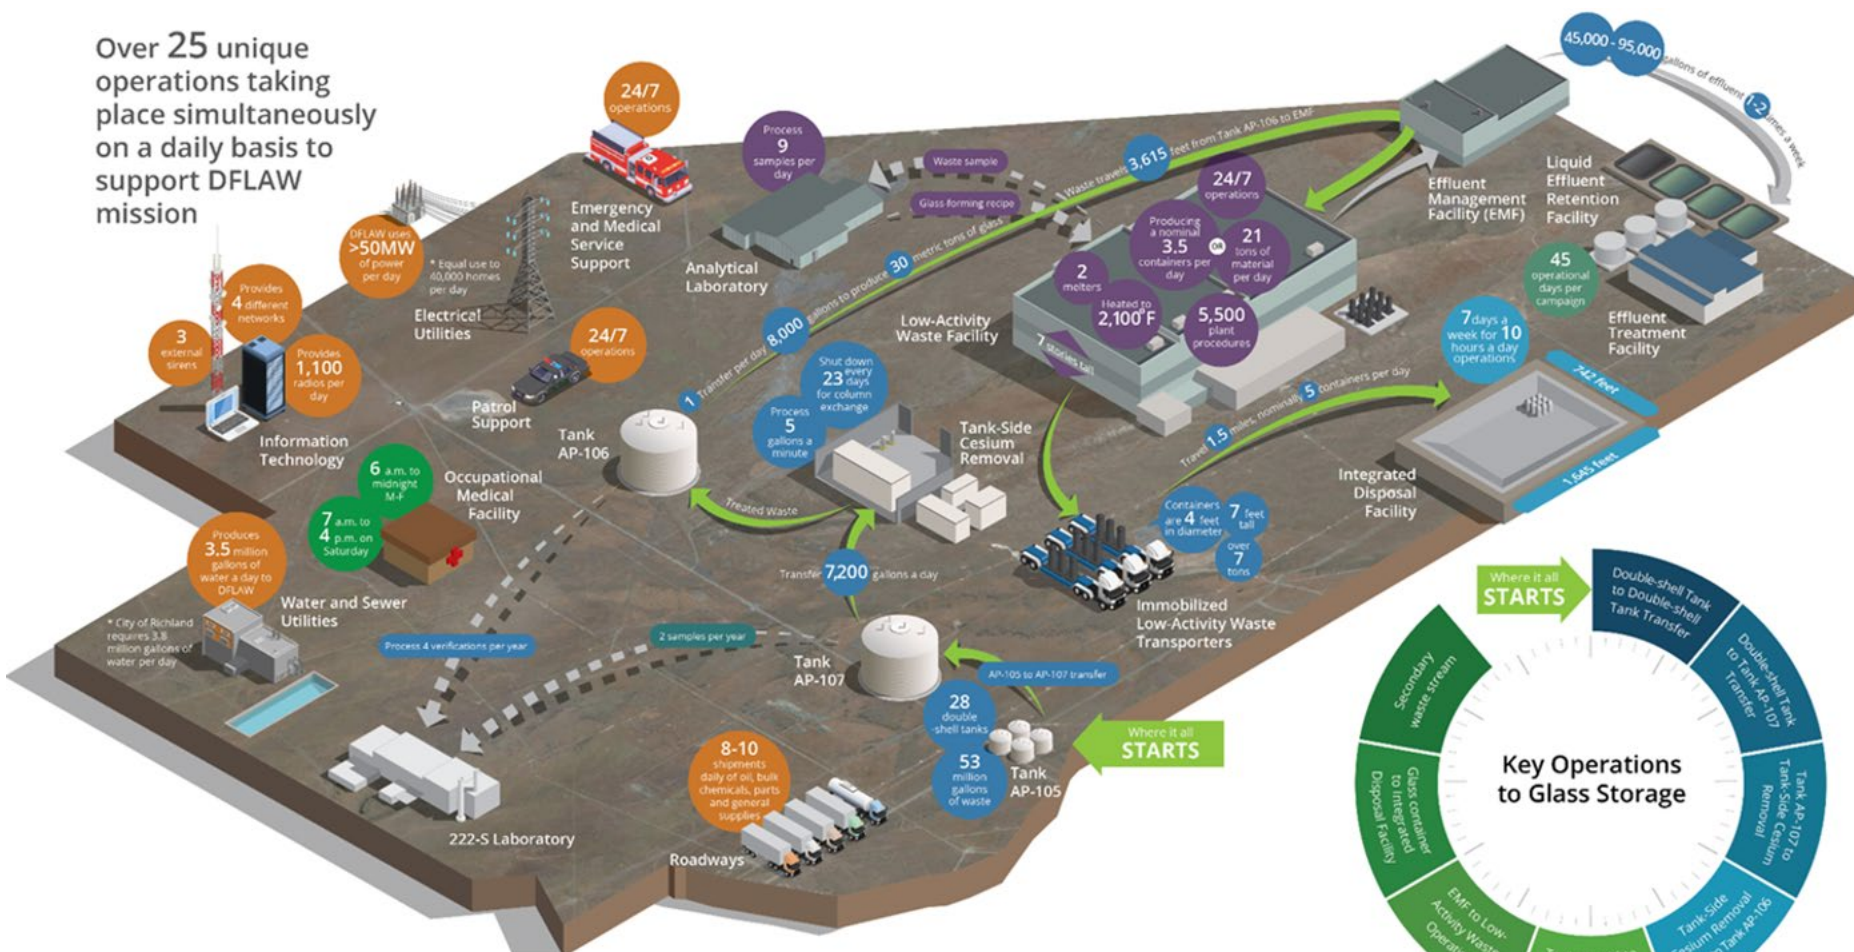 Over 25 unique
operations taking
place simultaneously
on a daily basis to
support DFLAW
mission
24/7
operations
Emergency
and Medical
Service
Support
DFLAW uses
>50MW
of power
per day
* Equal use to
40,000 homes
per day
Electrical
Utilities
Provides
4 different
networks
3
external
sirens
Provides
1,100
radios per
day
Information
Technology
24/7
operations
Patrol
Support
Process
9
samples per
day
Analytical
Laboratory
Waste sample
Glass-forming recipe
1 Transfer per day 8,000 gallons to produce 30 metric tons of glass
Waste travels 3,615 feet from Tank AP-106 to EMF
24/7
operations
Producing
a nominal
3.5
containers per
day
OR
21
tons of
material
per day
2
melters
Heated to
2,100°F
5,500
plant
procedures
7 stories tall
Low-Activity
Waste Facility
45,000 - 95,000 gallons of effluent 1-2 times a week
Effluent
Management
Facility (EMF)
Liquid
Effluent
Retention
Facility
45
operational
days per
campaign
Effluent
Treatment
Facility
7 days a
week for 10
hours a day
operations
742 feet
1,645 feet
Integrated
Disposal
Facility
Travel 1.5 miles, nominally 5 containers per day
Shut down
every
23 days
for column
exchange
Process
5
gallons a
minute
Tank-Side
Cesium
Removal
Tank
AP-106
Treated Waste
Transfer 7,200 gallons a day
Containers
are 4 feet
in diameter
7 feet
tall
over
7
tons
Immobilized
Low-Activity Waste
Transporters
6 a.m. to
midnight
M-F
7 a.m. to
4 p.m. on
Saturday
Occupational
Medical
Facility
Produces
3.5 million
gallons of
water a day to
DFLAW
* City of Richland
requires 3.8
million gallons of
water per day
Water and Sewer
Utilities
Process 4 verifications per year
2 samples per year
222-S Laboratory
Tank
AP-107
AP-105 to AP-107 transfer
28
double
-shell tanks
53
million
gallons
of waste
Tank
AP-105
Where it all
STARTS
8-10
shipments
daily of oil, bulk
chemicals, parts
and general
supplies
Roadways
Where it all
STARTS
Key Operations
to Glass Storage
Double-shell Tank
to Double-shell
Tank Transfer
Double-shell Tank
to Tank AP-107
Transfer
Tank AP-107 to
Tank-Side Cesium
Removal
Tank-Side
Cesium Removal
Tank AP-106
EMF to Low-
Activity Waste
Glass container
to Integrated
Disposal Facility
Secondary
waste stream